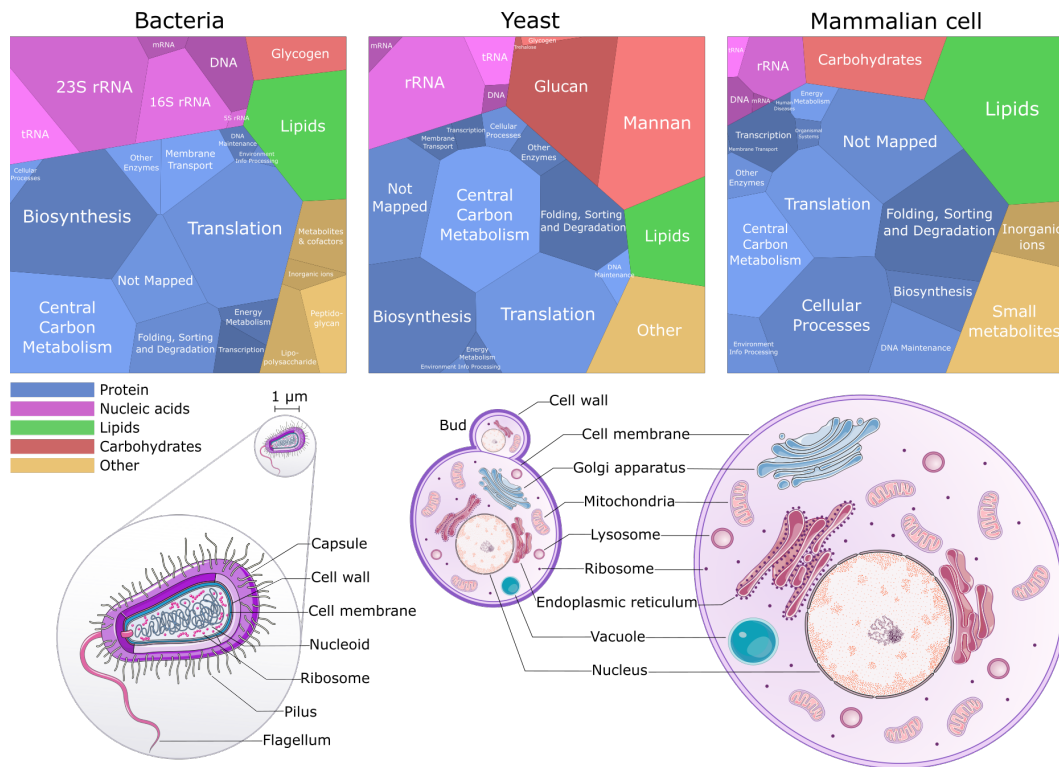 Bacteria
mRNA
DNA
Glycogen
23S rRNA
16S rRNA
5S rRNA
tRNA
Lipids
DNA
Maintenance
Environment
Info Processing
Cellular
Processes
Other
Enzymes
Membrane
Transport
Biosynthesis
Translation
Metabolites
& cofactors
Inorganic ions
Not Mapped
Central
Carbon
Metabolism
Energy
Metabolism
Peptido-
glycan
Folding, Sorting
and Degradation
Transcription
Lipo-
polysaccharide
Yeast
mRNA
tRNA
Glycogen
Trehalose
rRNA
DNA
Glucan
Mannan
Transcription
Membrane
Transport
Cellular
Processes
Other
Enzymes
Not
Mapped
Central
Carbon
Metabolism
Folding, Sorting
and Degradation
Lipids
DNA
Maintenance
Biosynthesis
Translation
Other
Energy
Metabolism
Environment Info Processing
Mammalian cell
tRNA
rRNA
Carbohydrates
DNA
mRNA
Human
Diseases
Energy
Metabolism
Lipids
Transcription
Organismal
Systems
Membrane Transport
Not Mapped
Other
Enzymes
Translation
Folding, Sorting
and Degradation
Central
Carbon
Metabolism
Inorganic
ions
Biosynthesis
Cellular
Processes
Small
metabolites
Environment
Info Processing
DNA Maintenance
Protein
Nucleic acids
Lipids
Carbohydrates
Other
1 µm
Capsule
Cell wall
Cell membrane
Nucleoid
Ribosome
Pilus
Flagellum
Bud
Cell wall
Cell membrane
Golgi apparatus
Mitochondria
Lysosome
Ribosome
Endoplasmic reticulum
Vacuole
Nucleus